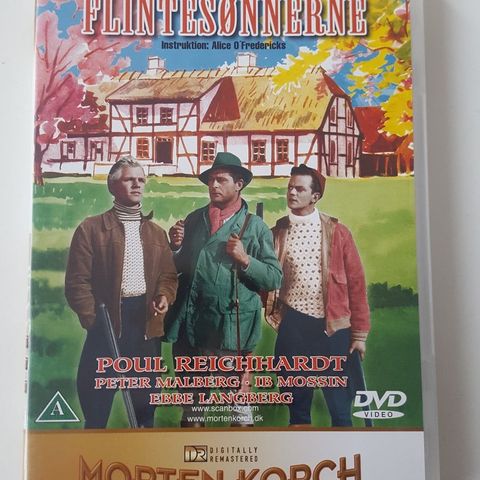 FLINTESØNNERNE
Instruktion: Alice O'Fredericks
POUL REICHHARDT
PETER MALBERG · IB MOSSIN
EBBE LANGBERG
www.scanbox.com
www.mortenkorch.dk
A
DVD
VIDEO
DR DIGITALLY
REMASTERED
MORTEN KORCH